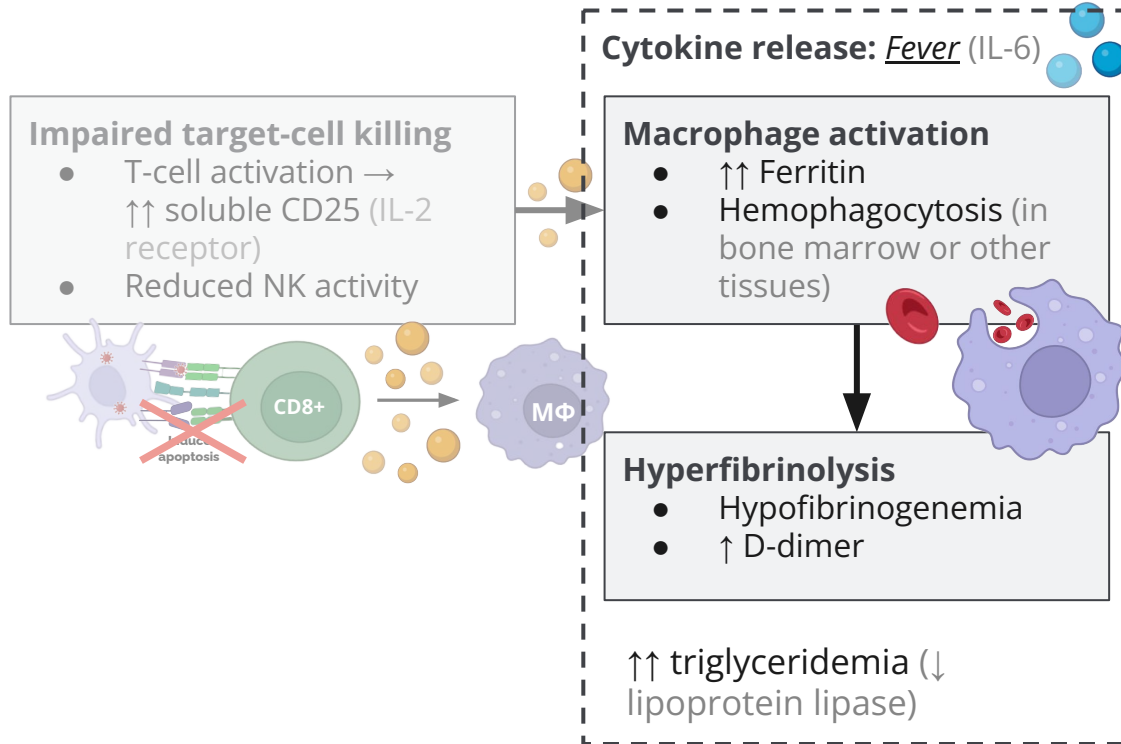 Cytokine release: Fever (IL-6)
Impaired target-cell killing
● T-cell activation →
↑↑ soluble CD25 (IL-2
receptor)
● Reduced NK activity
CD8+
apoptosis
MΦ
Macrophage activation
● ↑↑ Ferritin
● Hemophagocytosis (in
bone marrow or other
tissues)
Hyperfibrinolysis
● Hypofibrinogenemia
● ↑ D-dimer
↑↑ triglyceridemia (↓
lipoprotein lipase)